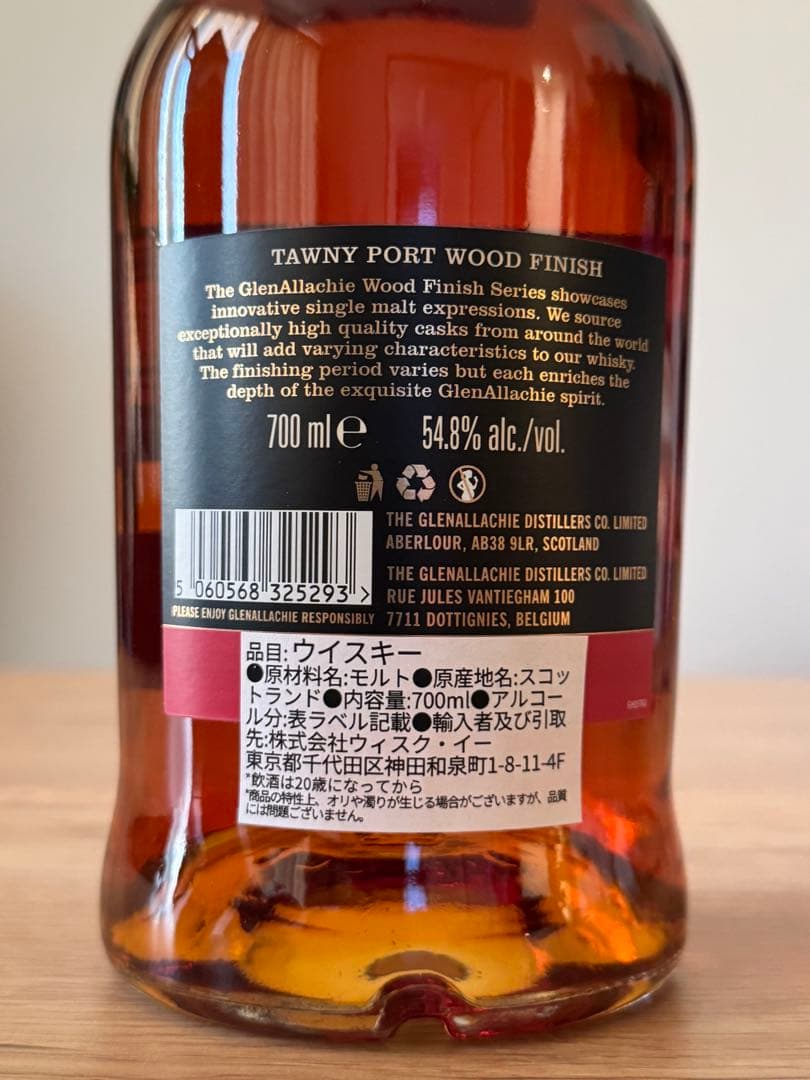 TAWNY PORT WOOD FINISH
The GlenAllachie Wood Finish Series showcases
innovative single malt expressions. We source
exceptionally high quality casks from around the world
that will add varying characteristics to our whisky.
The finishing period varies but each enriches the
depth of the exquisite GlenAllachie spirit.
700 ml e 54.8% alc./vol.
THE GLENALLACHIE DISTILLERS CO. LIMITED
ABERLOUR, AB38 9LR, SCOTLAND
THE GLENALLACHIE DISTILLERS CO. LIMITED
RUE JULES VANTIEGHAM 100
7711 DOTTIGNIES, BELGIUM
5 060568 325293 >
PLEASE ENJOY GLENALLACHIE RESPONSIBLY
品目:ウイスキー
●原材料名:モルト●原産地名:スコッ
トランド●内容量:700ml●アルコー
ル分:表ラベル記載●輸入者及び引取
先:株式会社ウィスク・イー
東京都千代田区神田和泉町1-8-11-4F
*飲酒は20歳になってから
*商品の特性上、オリや濁りが生じる場合がございますが、品質
には問題ございません。